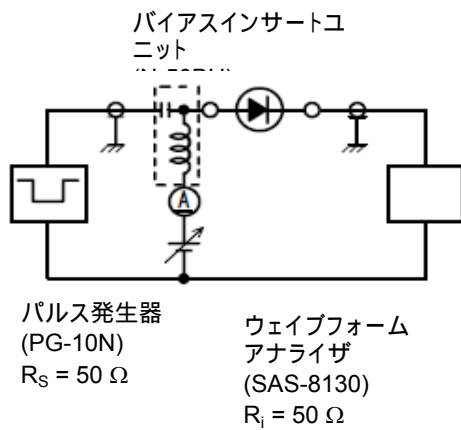 バイアスインサートユ
ニット
A
パルス発生器
(PG-10N)
R_S = 50 Ω
ウェイブフォーム
アナライザ
(SAS-8130)
R_i = 50 Ω